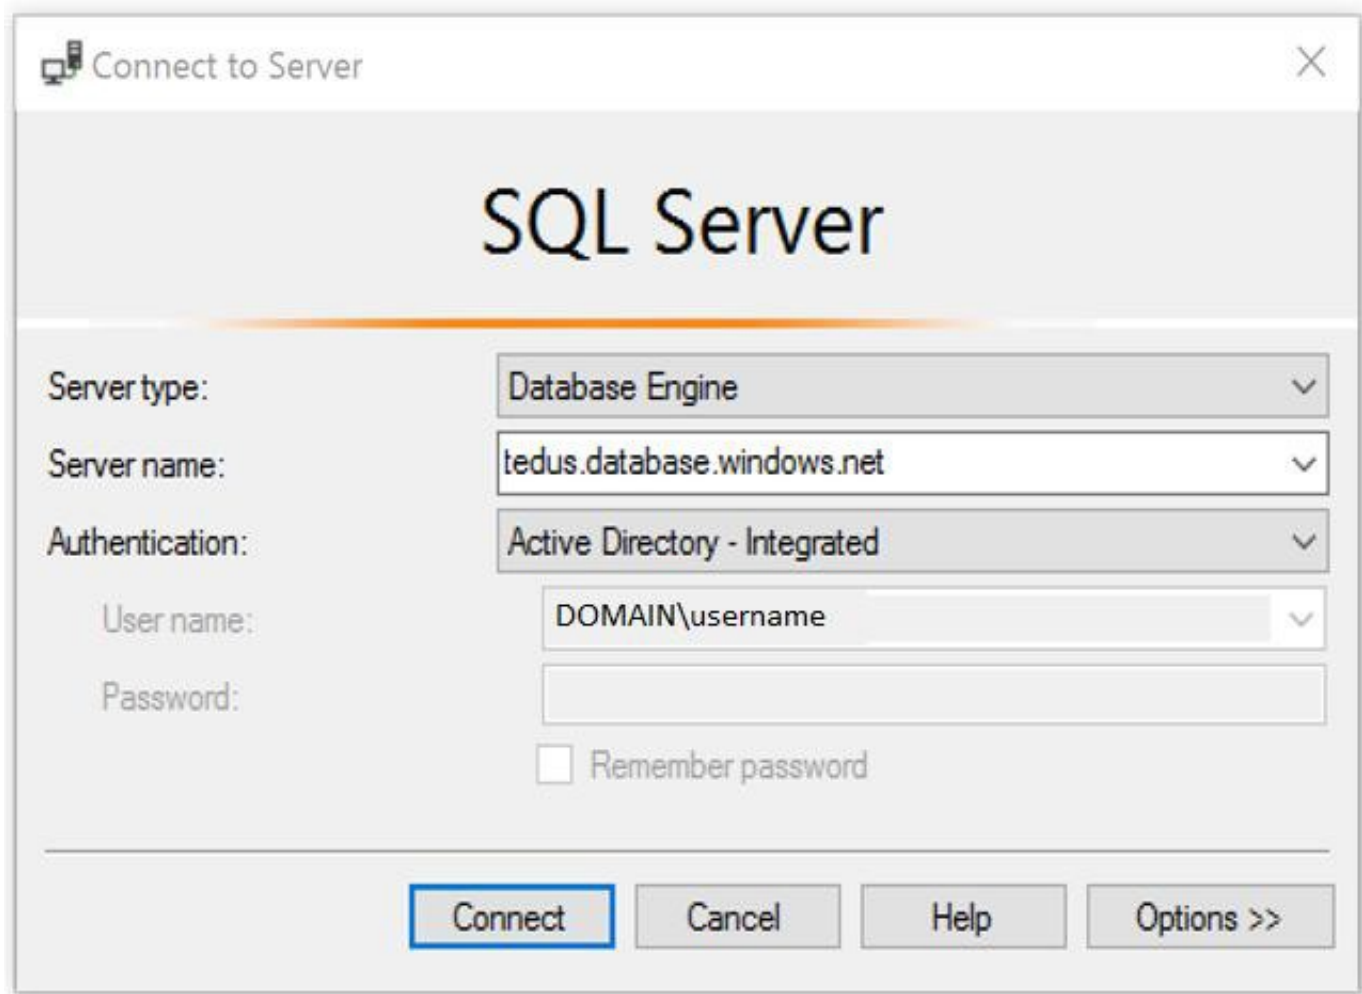 Connect to Server
SQL Server
Server type: Database Engine
Server name: tedus.database.windows.net
Authentication: Active Directory - Integrated
User name: DOMAIN\username
Password:
Remember password
Connect Cancel Help Options >>